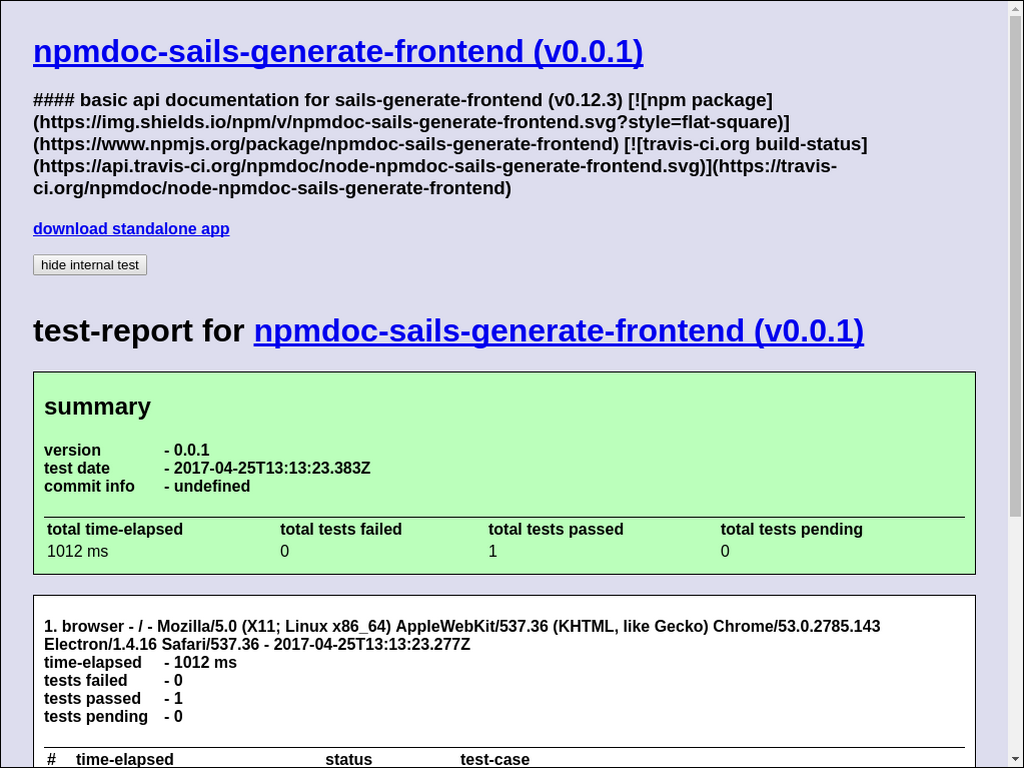 npmdoc-sails-generate-frontend (v0.0.1)
#### basic api documentation for sails-generate-frontend (v0.12.3) [![npm package]
(https://img.shields.io/npm/v/npmdoc-sails-generate-frontend.svg?style=flat-square)]
(https://www.npmjs.org/package/npmdoc-sails-generate-frontend) [![travis-ci.org build-status]
(https://api.travis-ci.org/npmdoc/node-npmdoc-sails-generate-frontend.svg)](https://travis-
ci.org/npmdoc/node-npmdoc-sails-generate-frontend)
download standalone app
hide internal test
test-report for npmdoc-sails-generate-frontend (v0.0.1)
summary
version - 0.0.1
test date - 2017-04-25T13:13:23.383Z
commit info - undefined
total time-elapsed total tests failed total tests passed total tests pending
1012 ms 0 1 0
1. browser - / - Mozilla/5.0 (X11; Linux x86_64) AppleWebKit/537.36 (KHTML, like Gecko) Chrome/53.0.2785.143
Electron/1.4.16 Safari/537.36 - 2017-04-25T13:13:23.277Z
time-elapsed - 1012 ms
tests failed - 0
tests passed - 1
tests pending - 0
# time-elapsed status test-case